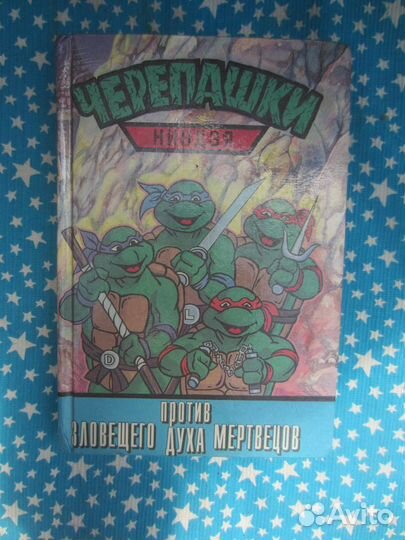 ЧЕРЕПАШКИ
НИНДЗЯ
D
L
ПРОТИВ
ЗЛОВЕЩЕГО ДУХА МЕРТВЕЦОВ
Avito